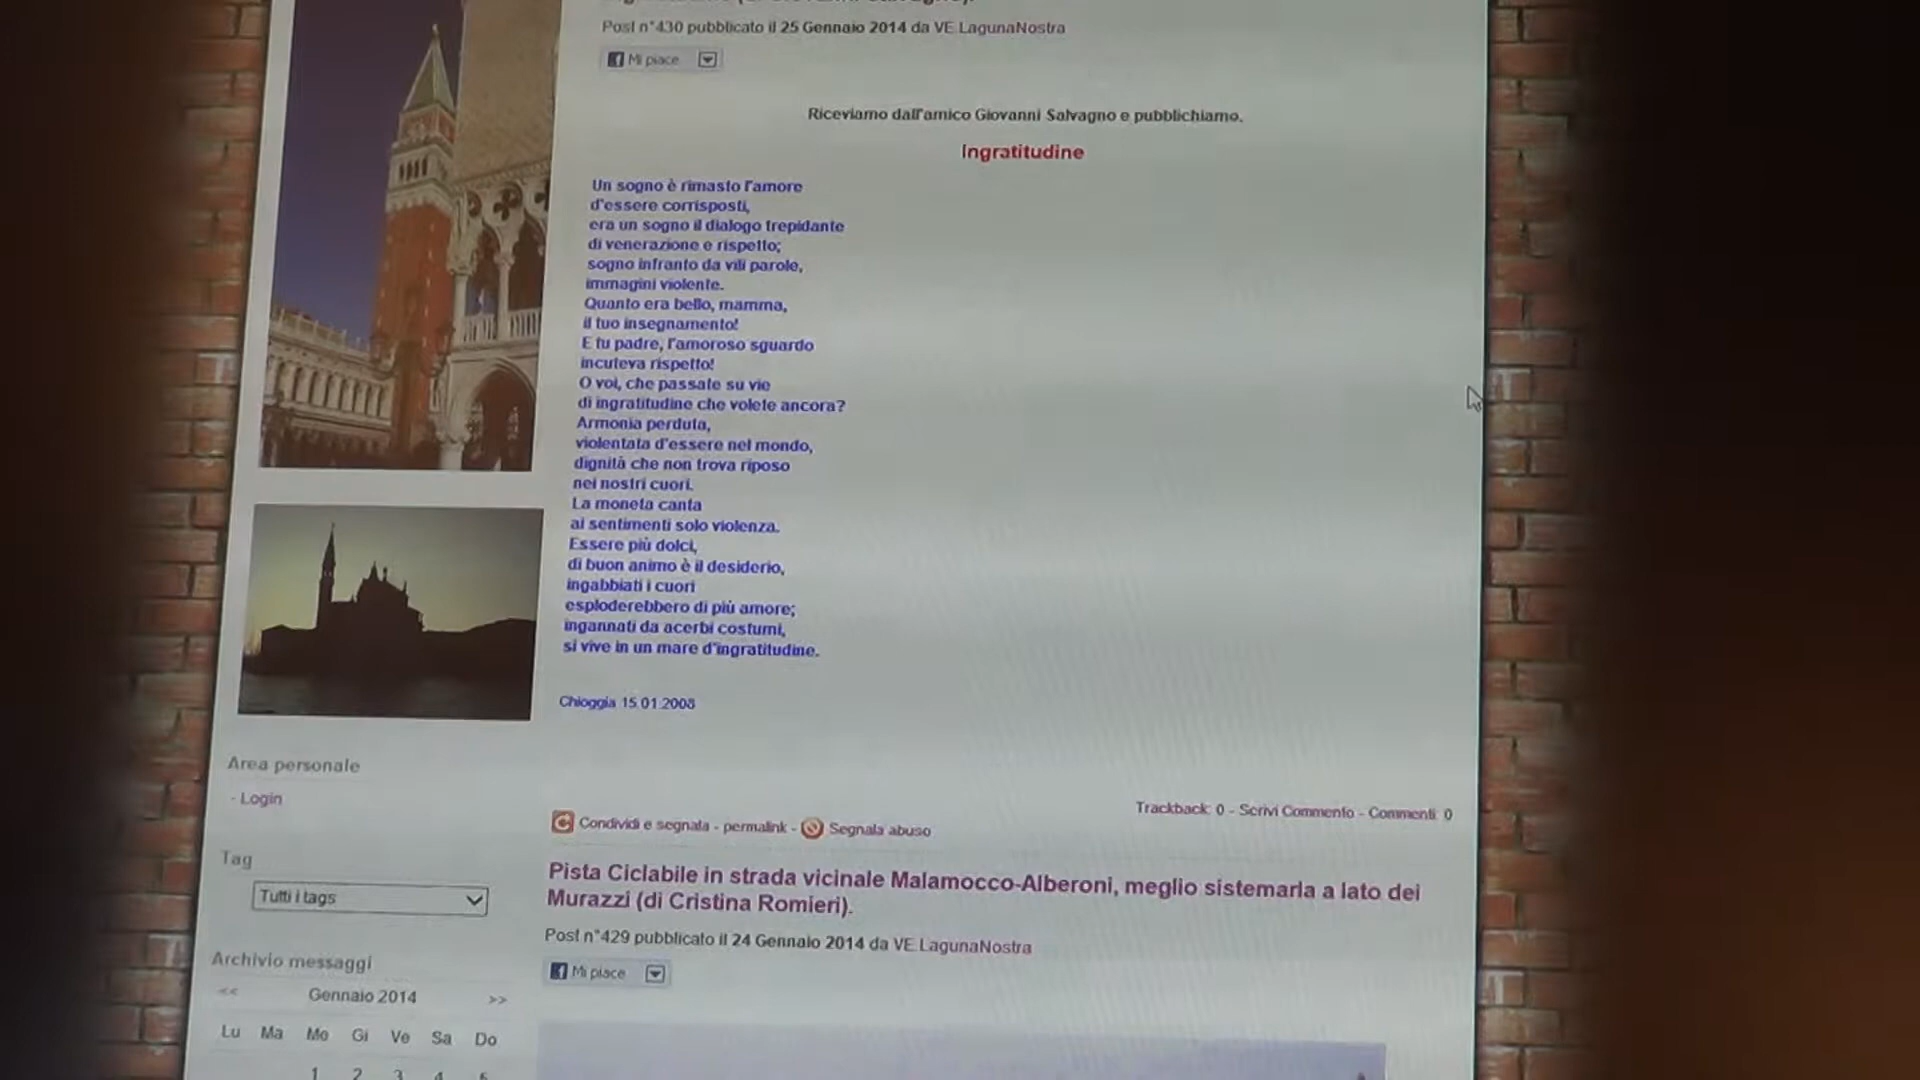 Post n°430 pubblicato il 25 Gennaio 2014 da VE.LagunaNostra
Mi piace
Riceviamo dall'amico Giovanni Salvagno e pubblichiamo.
Ingratitudine
Un sogno è rimasto l'amore
d'essere corrisposti,
era un sogno il dialogo trepidante
di venerazione e rispetto;
sogno infranto da vili parole,
immagini violente.
Quanto era bello, mamma,
il tuo insegnamento!
E tu padre, l'amoroso sguardo
incuteva rispetto!
O voi, che passate su vie
di ingratitudine che volete ancora?
Armonia perduta,
violentata d'essere nel mondo,
dignità che non trova riposo
nei nostri cuori.
La moneta canta
ai sentimenti solo violenza.
Essere più dolci,
di buon animo è il desiderio,
ingabbiati i cuori
esploderebbero di più amore;
ingannati da acerbi costumi,
si vive in un mare d'ingratitudine.
Chioggia 15.01.2008
Area personale
- Login
Trackback: 0 - Scrivi Commento - Commenti: 0
Condividi e segnala - permalink - Segnala abuso
Tag
Tutti i tags
Pista Ciclabile in strada vicinale Malamocco-Alberoni, meglio sistemarla a lato dei
Murazzi (di Cristina Romieri).
Post n°429 pubblicato il 24 Gennaio 2014 da VE.LagunaNostra
Mi piace
Archivio messaggi
<< Gennaio 2014 >>
Lu Ma Me Gi Ve Sa Do
1 2 3 4 5